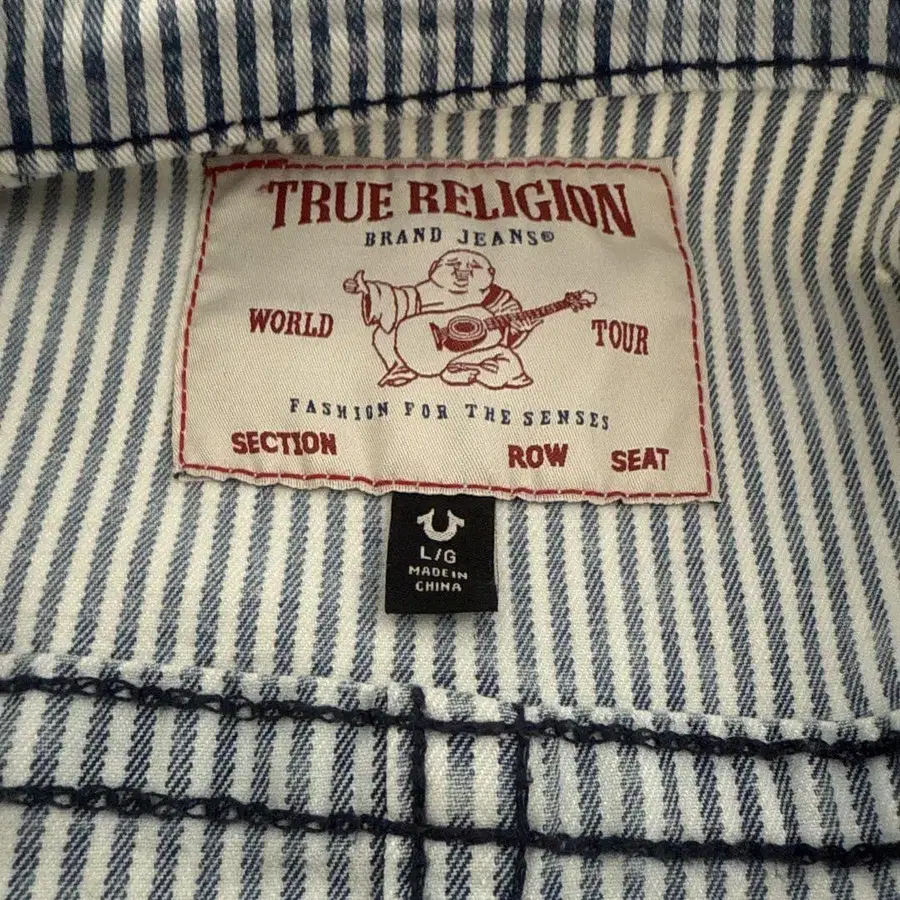 TRUE RELIGION
BRAND JEANS®
WORLD TOUR
FASHION FOR THE SENSES
SECTION ROW SEAT
L/G
MADE IN
CHINA